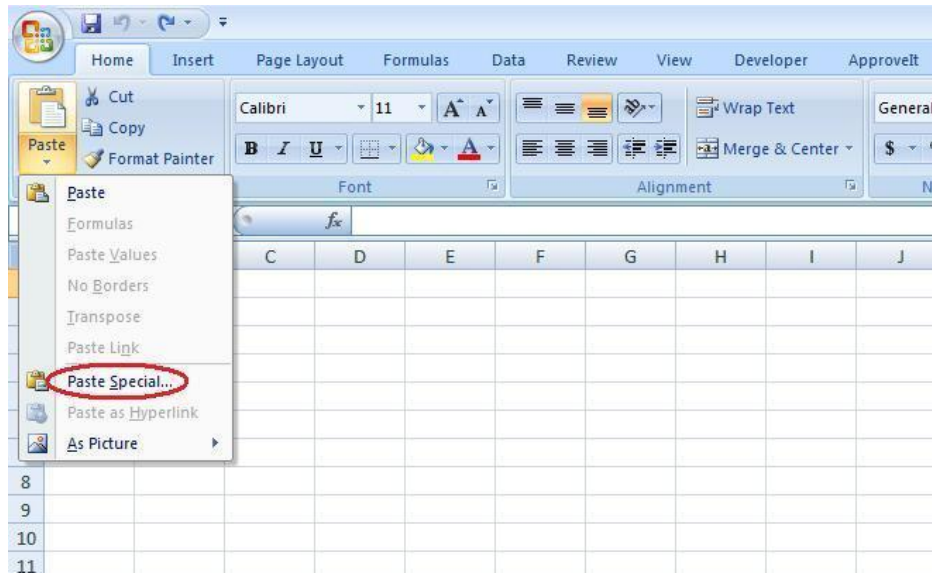 Home Insert Page Layout Formulas Data Review View Developer ApproveIt
Cut
Copy
Format Painter
Paste
Calibri 11 A A
B I U A
Wrap Text
Merge & Center
General
$
Font Alignment N
fx
Paste
Formulas
Paste Values
No Borders
Transpose
Paste Link
Paste Special...
Paste as Hyperlink
As Picture
C D E F G H I J
8
9
10
11